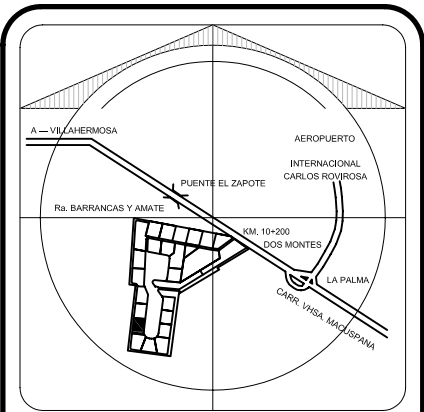 A — VILLAHERMOSA
AEROPUERTO
INTERNACIONAL
CARLOS ROVIROSA
PUENTE EL ZAPOTE
Ra. BARRANCAS Y AMATE
KM. 10+200
DOS MONTES
LA PALMA
CARR. VHSA. MACUSPANA